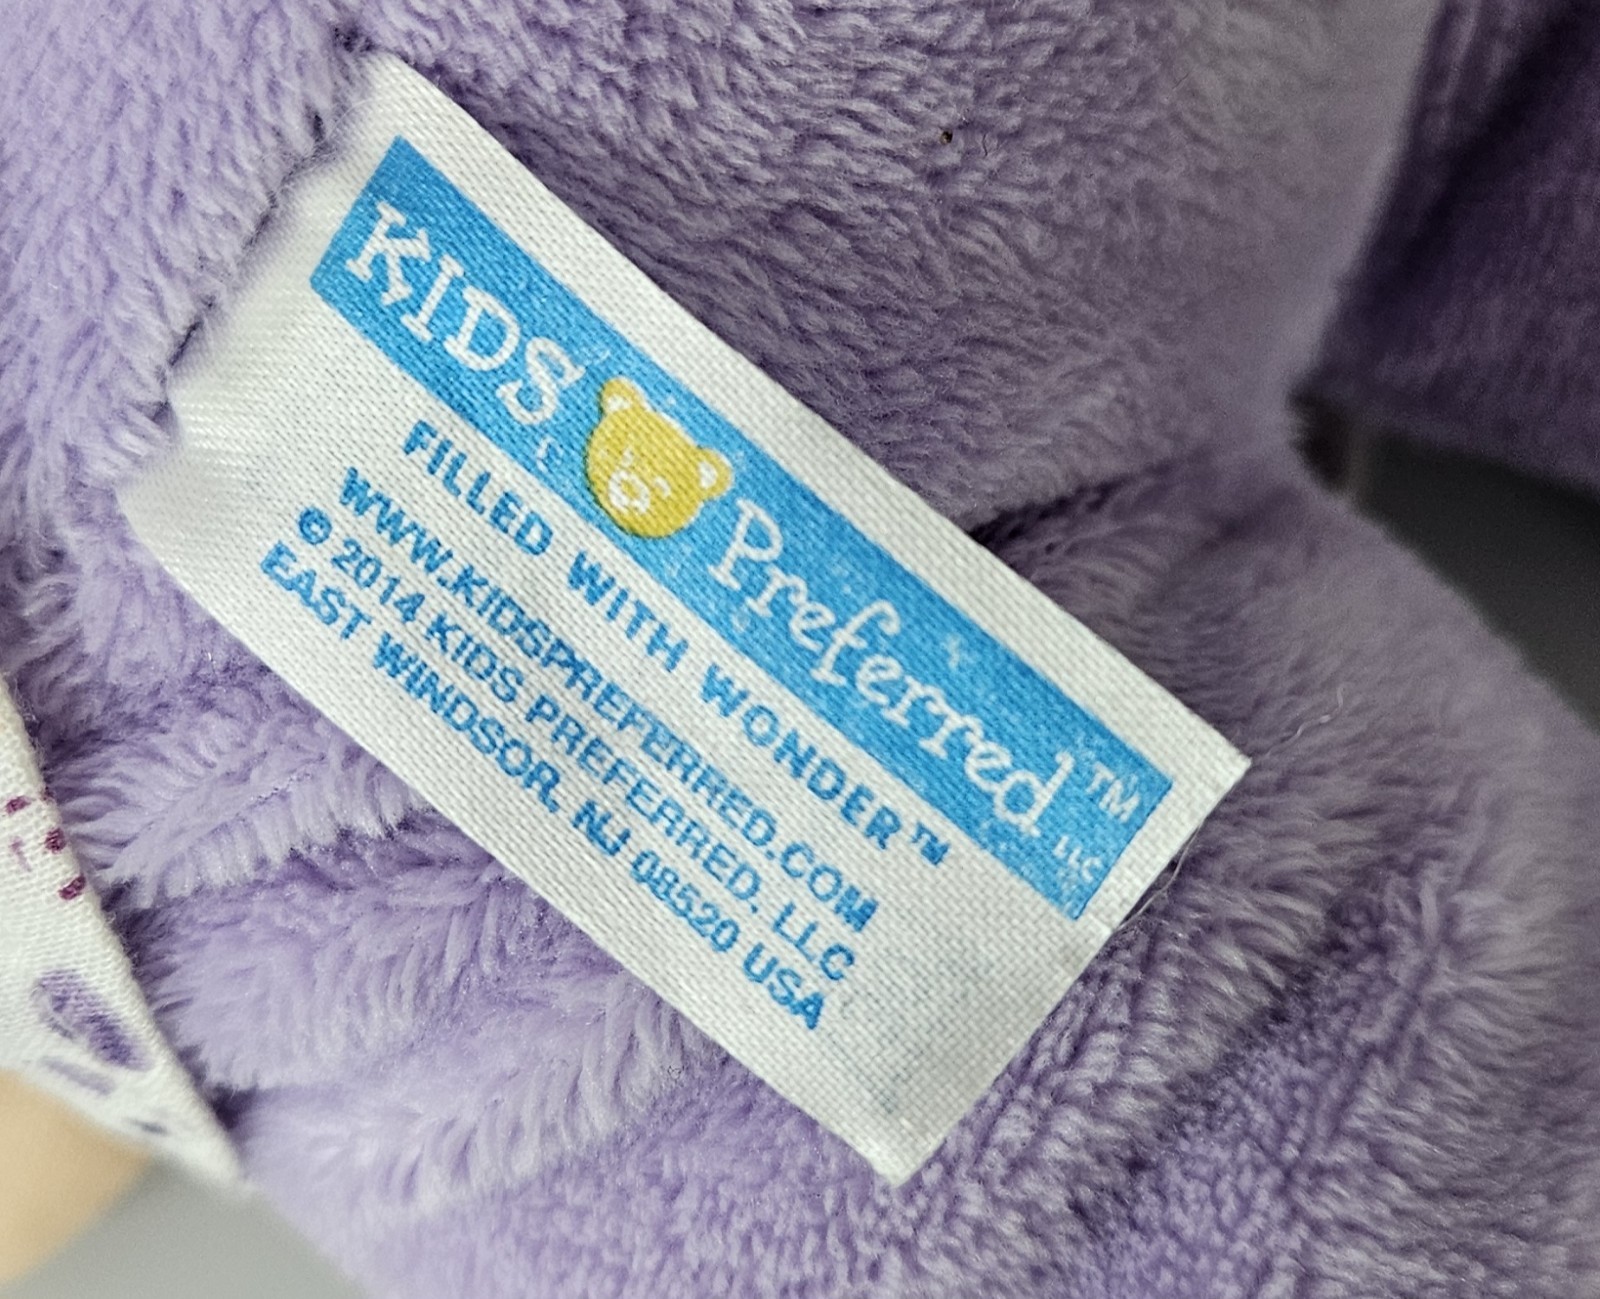 KIDS Preferred™ LLC
FILLED WITH WONDER™
WWW.KIDSPREFERRED.COM
© 2014 KIDS PREFERRED, LLC
EAST WINDSOR, NJ 08520 USA